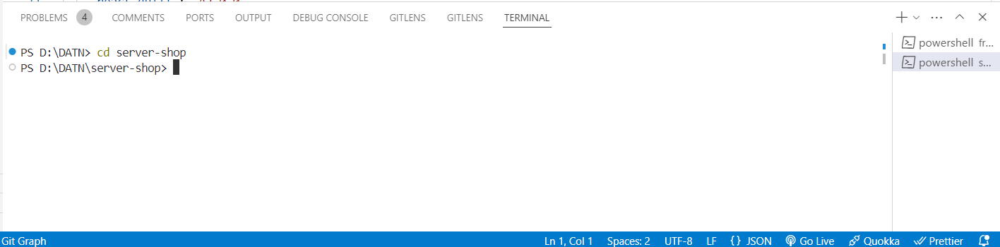 PROBLEMS 4 COMMENTS PORTS OUTPUT DEBUG CONSOLE GITLENS GITLENS TERMINAL
PS D:\DATN> cd server-shop
PS D:\DATN\server-shop>
powershell fr...
powershell s...
Git Graph Ln 1, Col 1 Spaces: 2 UTF-8 LF {} JSON Go Live Quokka Prettier